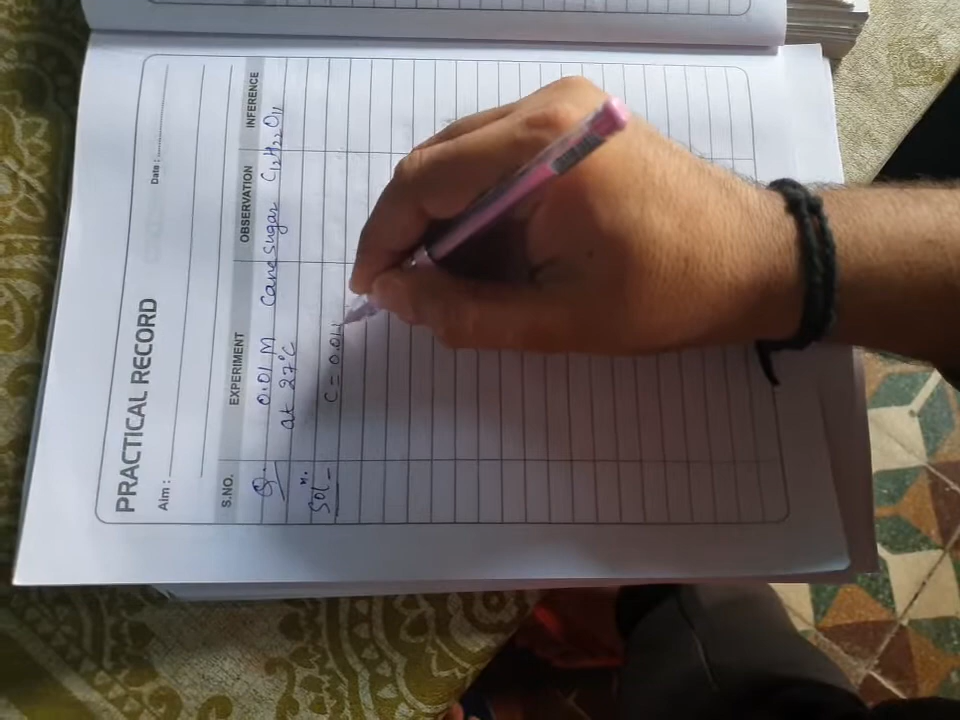 PRACTICAL RECORD
Date :
Aim :
S.NO. EXPERIMENT OBSERVATION INFERENCE
Q. 0.01 M Cane sugar C₁₂H₂₂O₁₁
at 27°C
Solⁿ. - C = 0.01